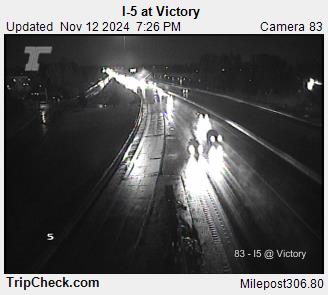 I-5 at Victory
Updated Nov 12 2024 7:26 PM Camera 83
T
S
83 - I5 @ Victory
TripCheck.com Milepost306.80